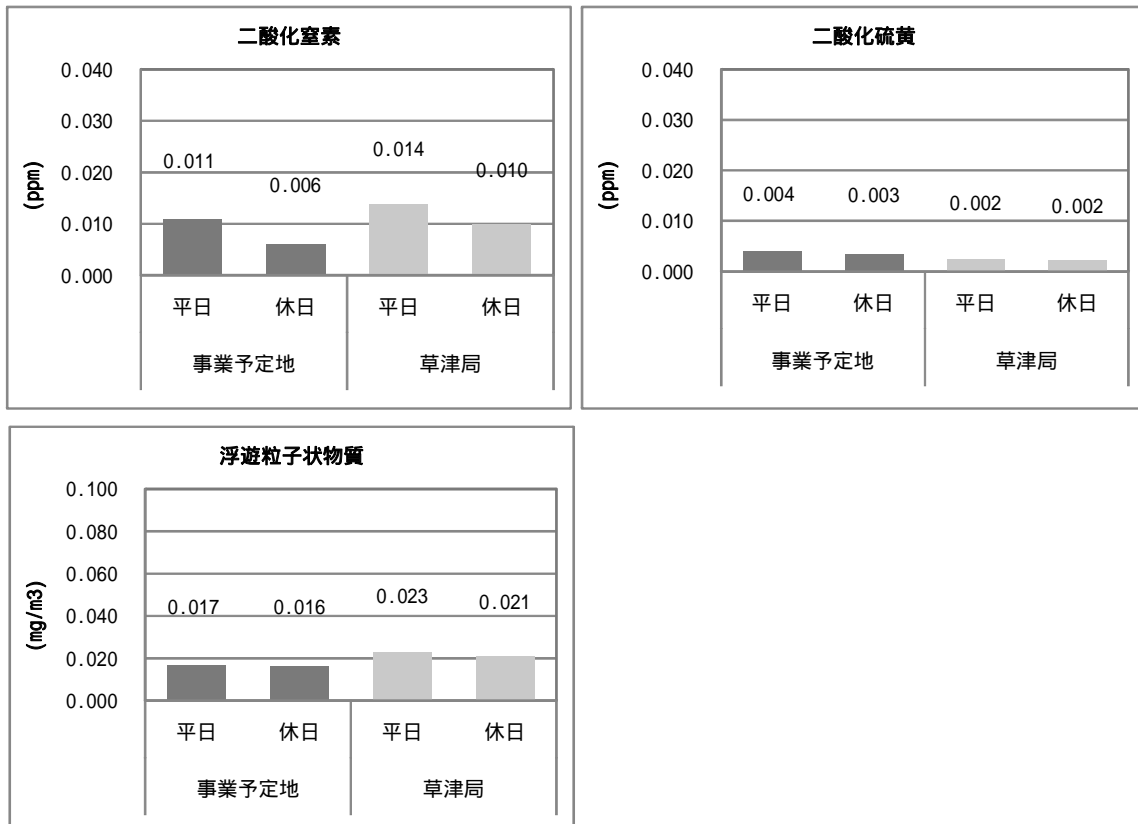 二酸化窒素
0.040
0.030
0.020
0.010
0.000
(ppm)
0.011
0.006
0.014
0.010
平日 休日 平日 休日
事業予定地 草津局
二酸化硫黄
0.040
0.030
0.020
0.010
0.000
(ppm)
0.004
0.003
0.002
0.002
平日 休日 平日 休日
事業予定地 草津局
浮遊粒子状物質
0.100
0.080
0.060
0.040
0.020
0.000
(mg/m3)
0.017
0.016
0.023
0.021
平日 休日 平日 休日
事業予定地 草津局